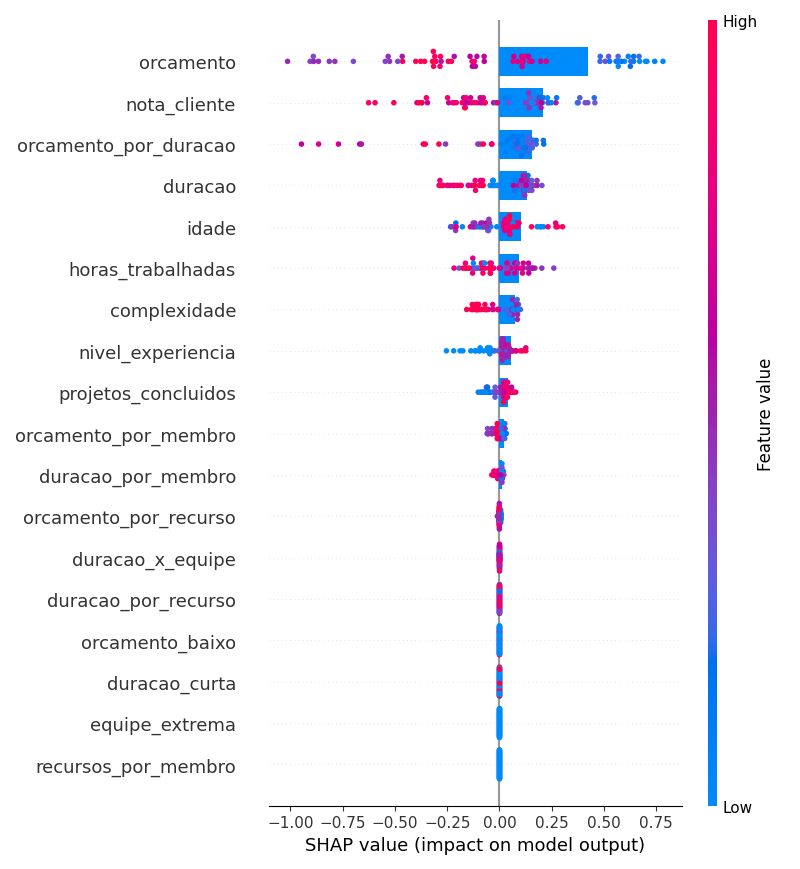 High
orcamento
nota_cliente
orcamento_por_duracao
duracao
idade
horas_trabalhadas
complexidade
nivel_experiencia
projetos_concluidos
orcamento_por_membro
duracao_por_membro
orcamento_por_recurso
duracao_x_equipe
duracao_por_recurso
orcamento_baixo
duracao_curta
equipe_extrema
recursos_por_membro
Feature value
Low
−1.00 −0.75 −0.50 −0.25 0.00 0.25 0.50 0.75
SHAP value (impact on model output)